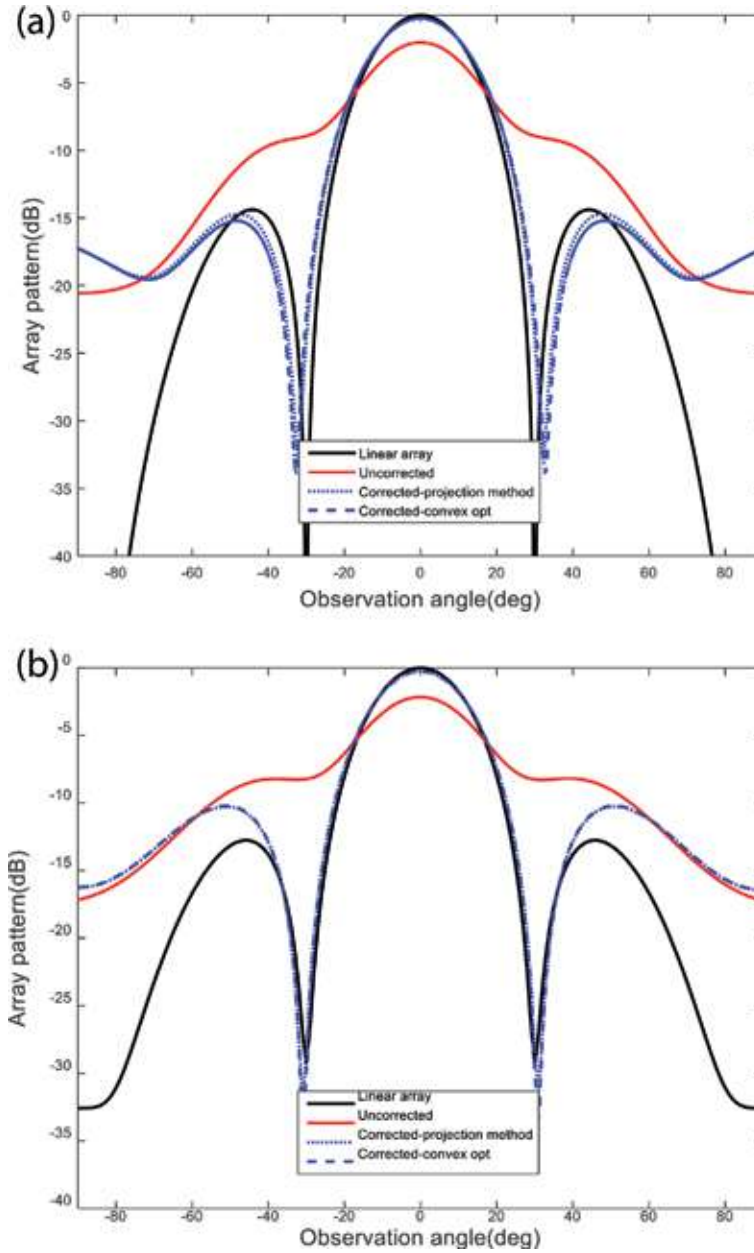 (a)
0
-5
-10
-15
-20
-25
-30
-35
-40
Array pattern(dB)
Linear array
Uncorrected
Corrected-projection method
Corrected-convex opt
-80 -60 -40 -20 0 20 40 60 80
Observation angle(deg)
(b)
0
-5
-10
-15
-20
-25
-30
-35
-40
Array pattern(dB)
Linear array
Uncorrected
Corrected-projection method
Corrected-convex opt
-80 -60 -40 -20 0 20 40 60 80
Observation angle(deg)